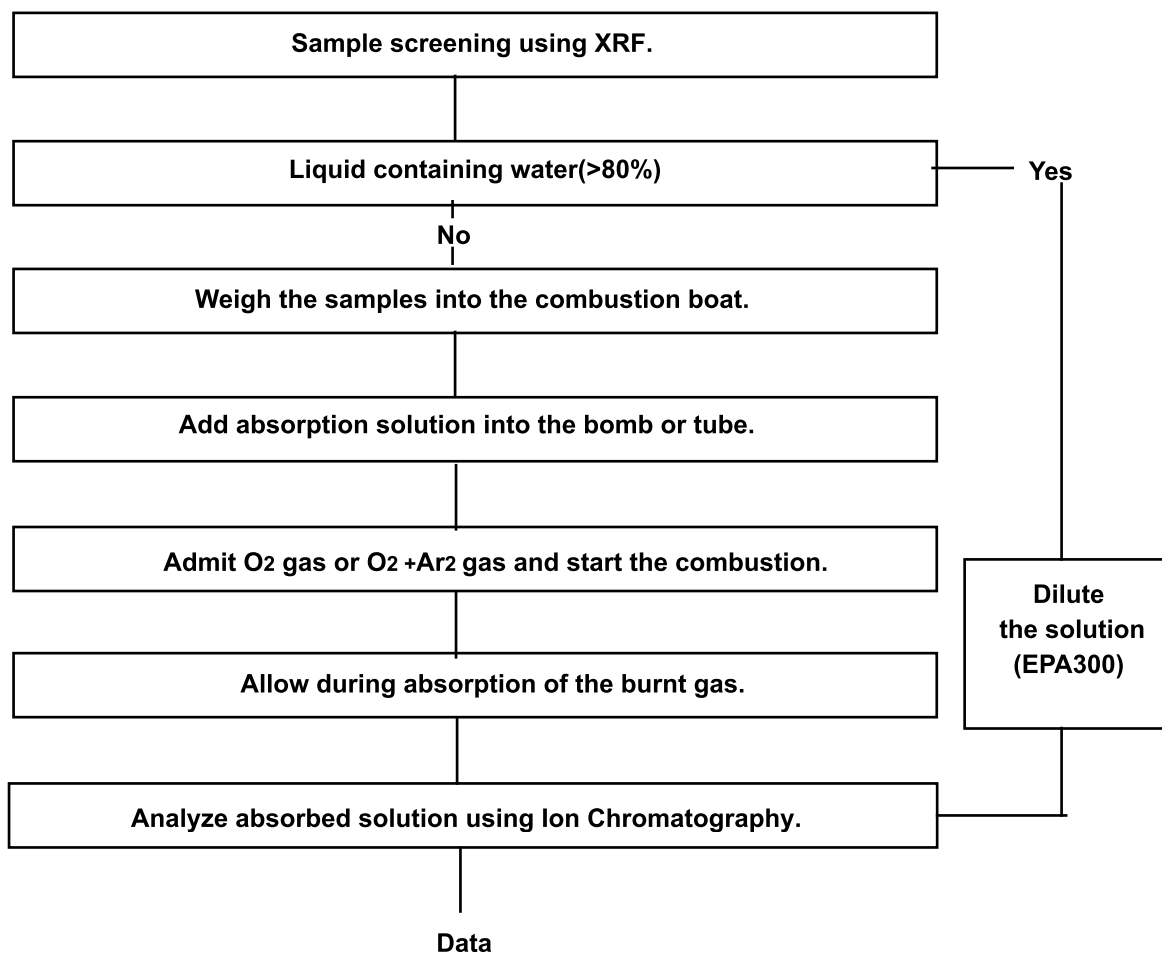 Sample screening using XRF.
Liquid containing water(>80%)
Yes
No
Weigh the samples into the combustion boat.
Add absorption solution into the bomb or tube.
Admit O2 gas or O2 +Ar2 gas and start the combustion.
Dilute
the solution
(EPA300)
Allow during absorption of the burnt gas.
Analyze absorbed solution using Ion Chromatography.
Data